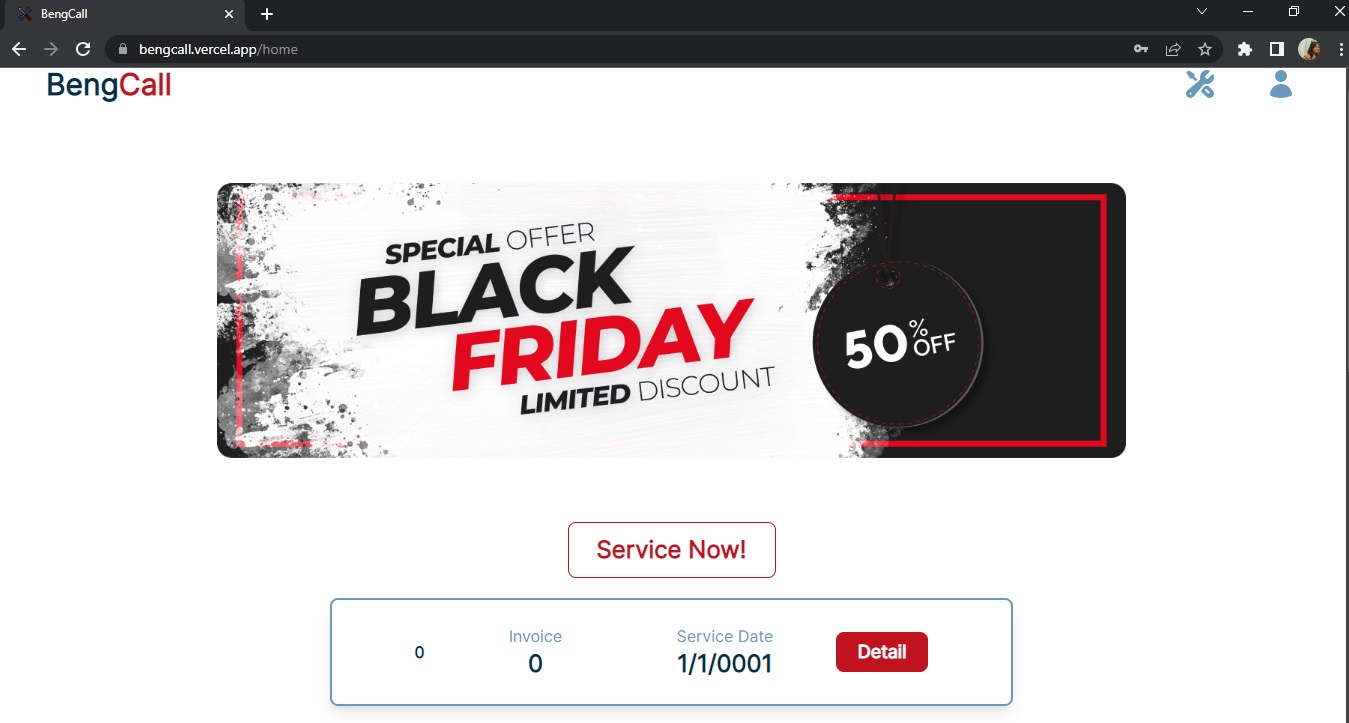 BengCall
bengcall.vercel.app/home
BengCall
SPECIAL OFFER
BLACK
FRIDAY
LIMITED DISCOUNT
50% OFF
Service Now!
0
Invoice
0
Service Date
1/1/0001
Detail